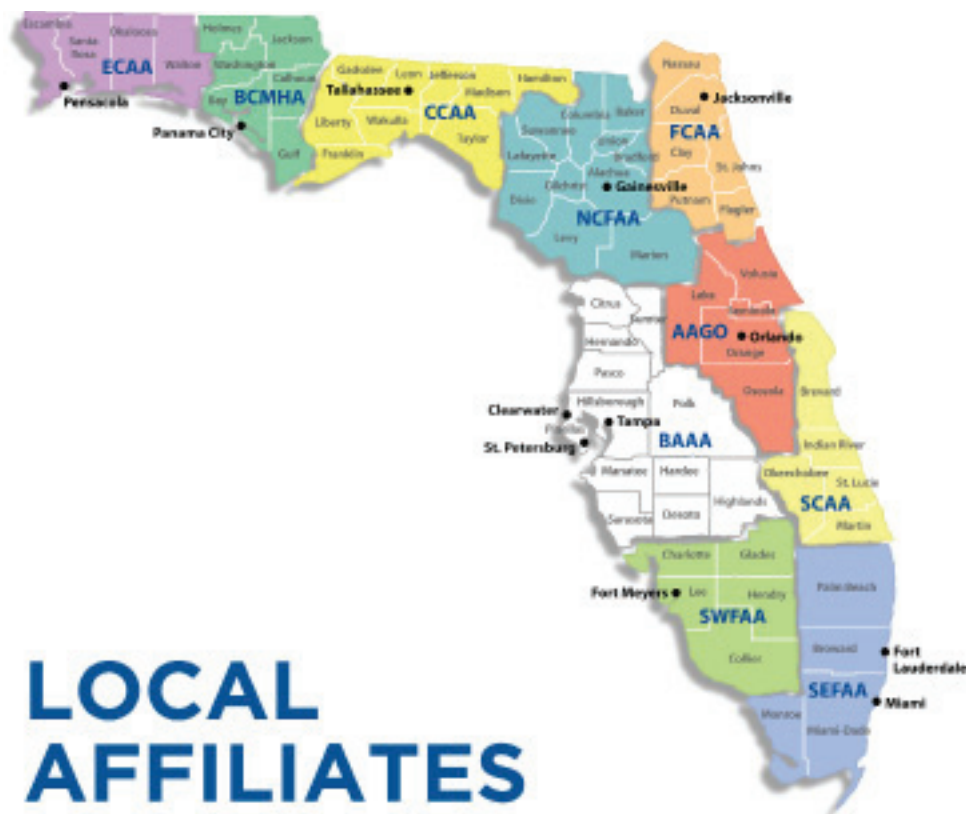 Escambia
Santa
Rosa
Okaloosa
Walton
ECAA
Pensacola
Holmes
Jackson
Washington
Calhoun
Bay
BCMHA
Panama City
Gulf
Gadsden
Leon
Jefferson
Hamilton
Tallahassee
Madison
CCAA
Liberty
Wakulla
Taylor
Franklin
Columbia
Baker
Suwannee
Union
Lafayette
Bradford
Alachua
Gilchrist
Gainesville
Dixie
NCFAA
Levy
Marion
Nassau
Jacksonville
Duval
FCAA
Clay
St. Johns
Putnam
Flagler
Volusia
Lake
Seminole
AAGO
Orlando
Orange
Osceola
Citrus
Sumter
Hernando
Pasco
Hillsborough
Polk
Clearwater
Tampa
Pinellas
St. Petersburg
BAAA
Manatee
Hardee
Highlands
Sarasota
Desoto
Brevard
Indian River
Okeechobee
St. Lucie
SCAA
Martin
Charlotte
Glades
Fort Meyers
Lee
Hendry
SWFAA
Collier
Palm Beach
Broward
Fort
Lauderdale
SEFAA
Miami
Monroe
Miami-Dade
LOCAL
AFFILIATES